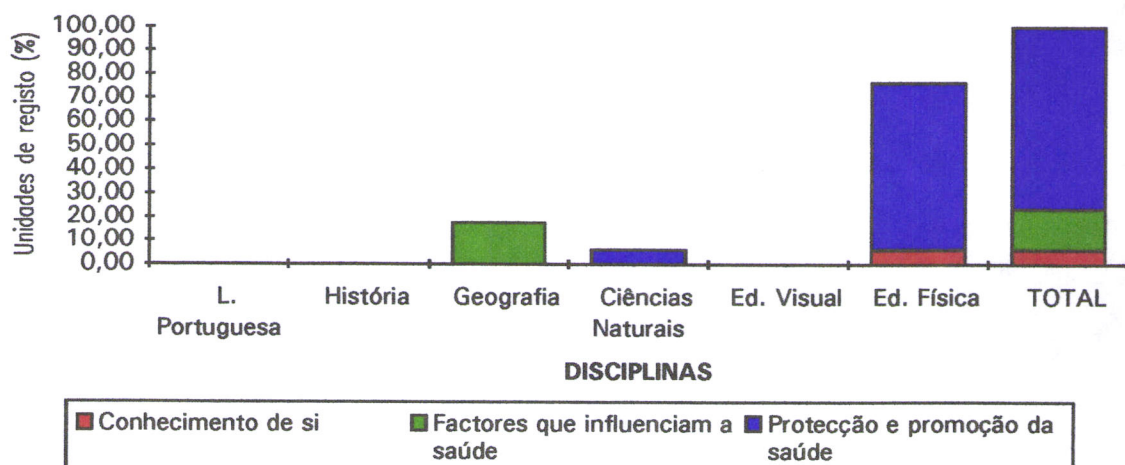 Unidades de registo (%)
100,00
90,00
80,00
70,00
60,00
50,00
40,00
30,00
20,00
10,00
0,00
L. Portuguesa
História
Geografia
Ciências Naturais
Ed. Visual
Ed. Física
TOTAL
DISCIPLINAS
Conhecimento de si
Factores que influenciam a saúde
Protecção e promoção da saúde